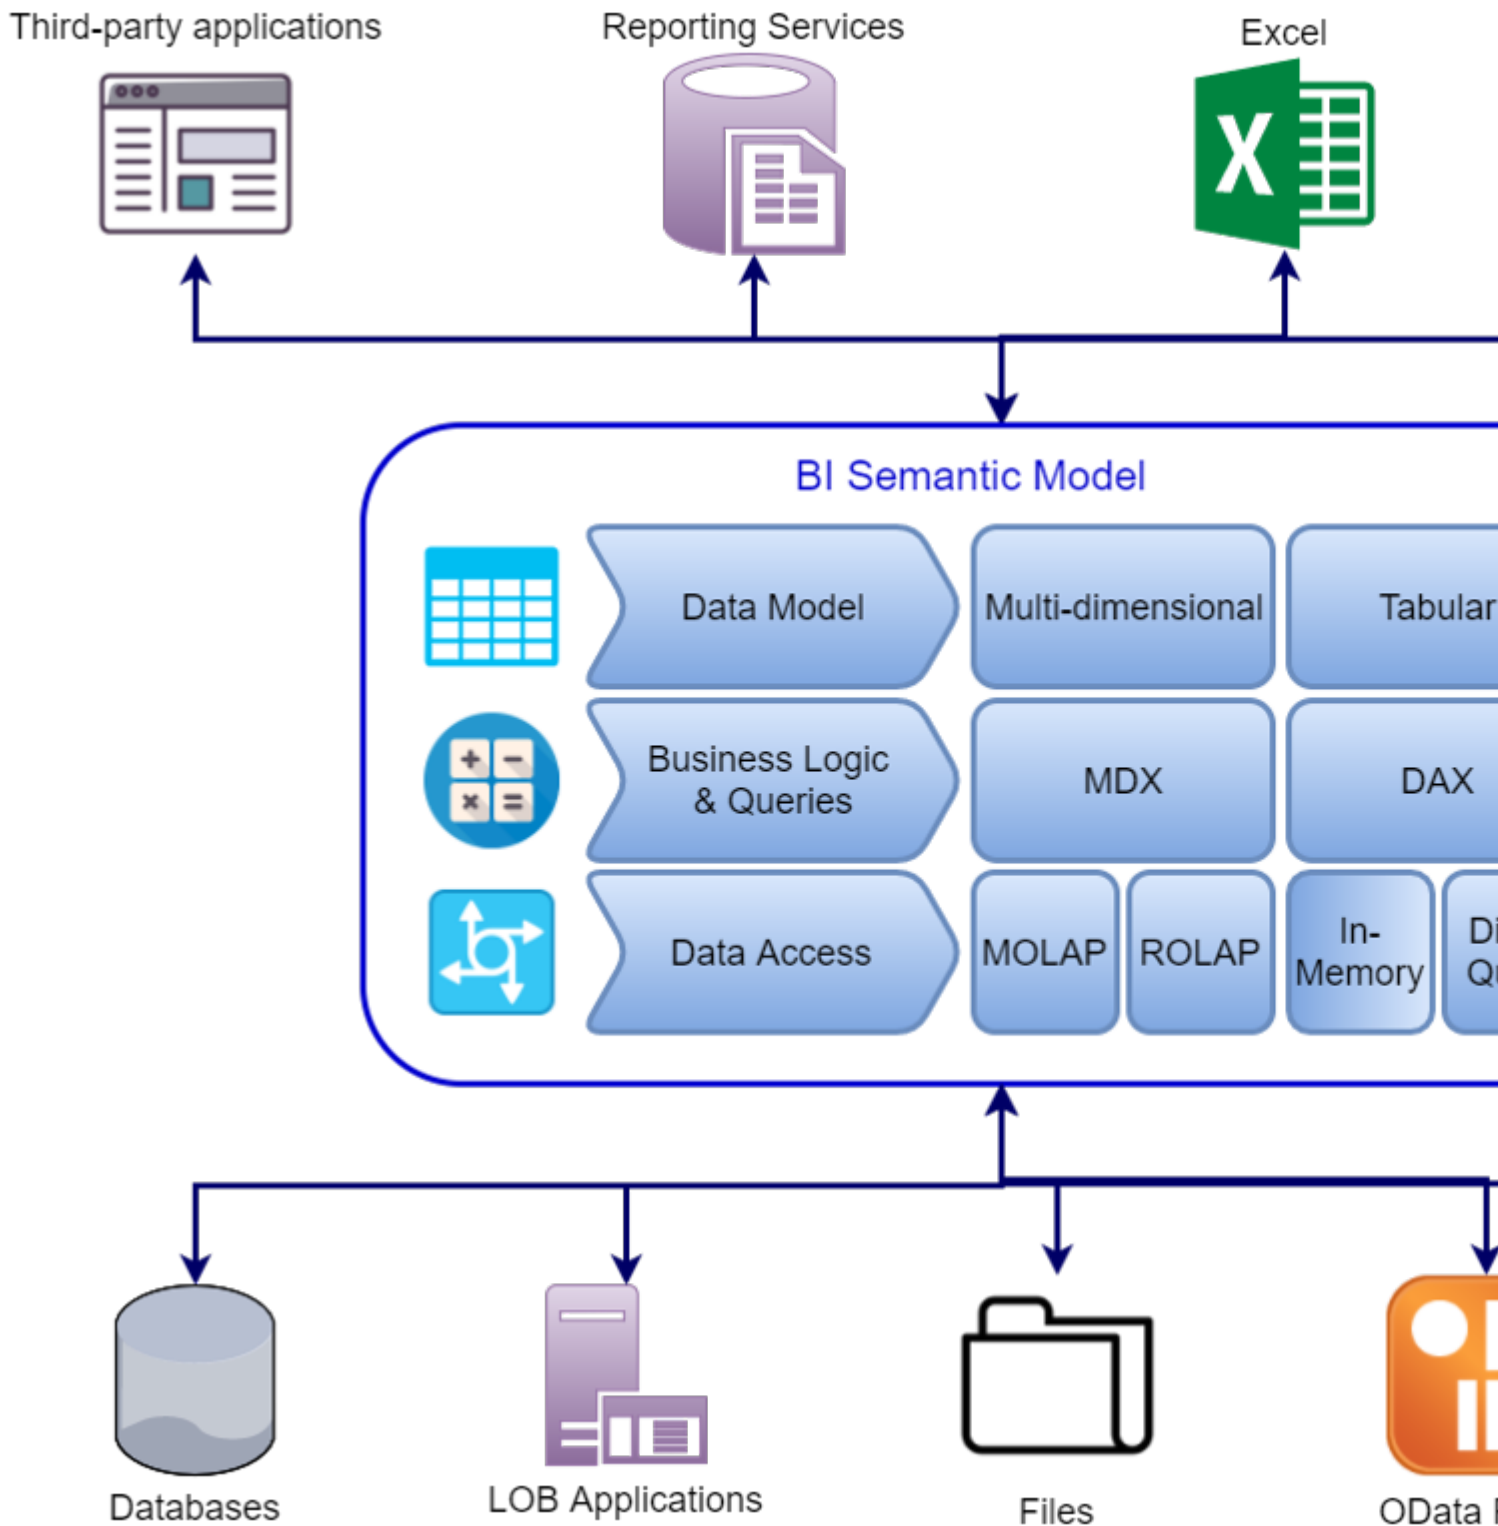 Third-party applications
Reporting Services
Excel
X
BI Semantic Model
Data Model
Multi-dimensional
Tabular
Business Logic
& Queries
MDX
DAX
Data Access
MOLAP
ROLAP
In-
Memory
Databases
LOB Applications
Files
OData